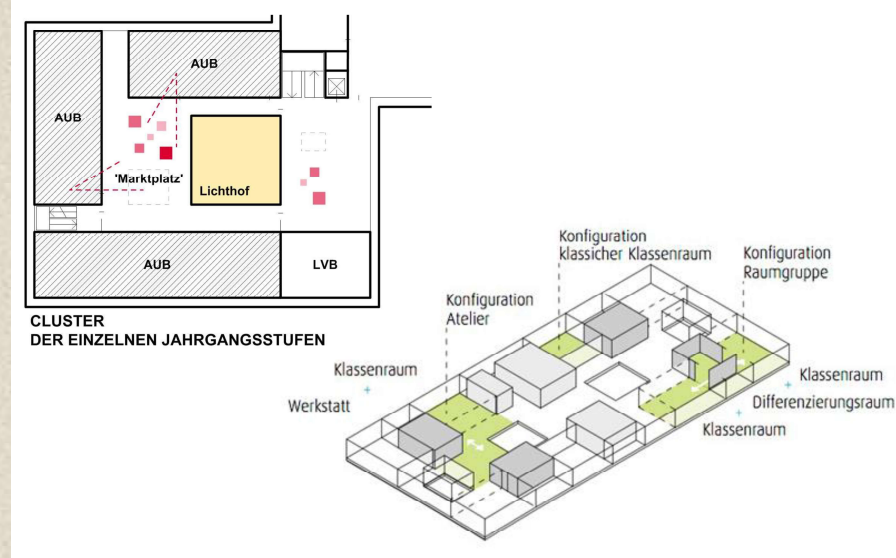 AUB
AUB
'Marktplatz'
Lichthof
AUB
LVB
CLUSTER
DER EINZELNEN JAHRGANGSSTUFEN
Konfiguration
klassicher Klassenraum
Konfiguration
Raumgruppe
Konfiguration
Atelier
Klassenraum
+
Werkstatt
+
Klassenraum
Differenzierungsraum
+
Klassenraum